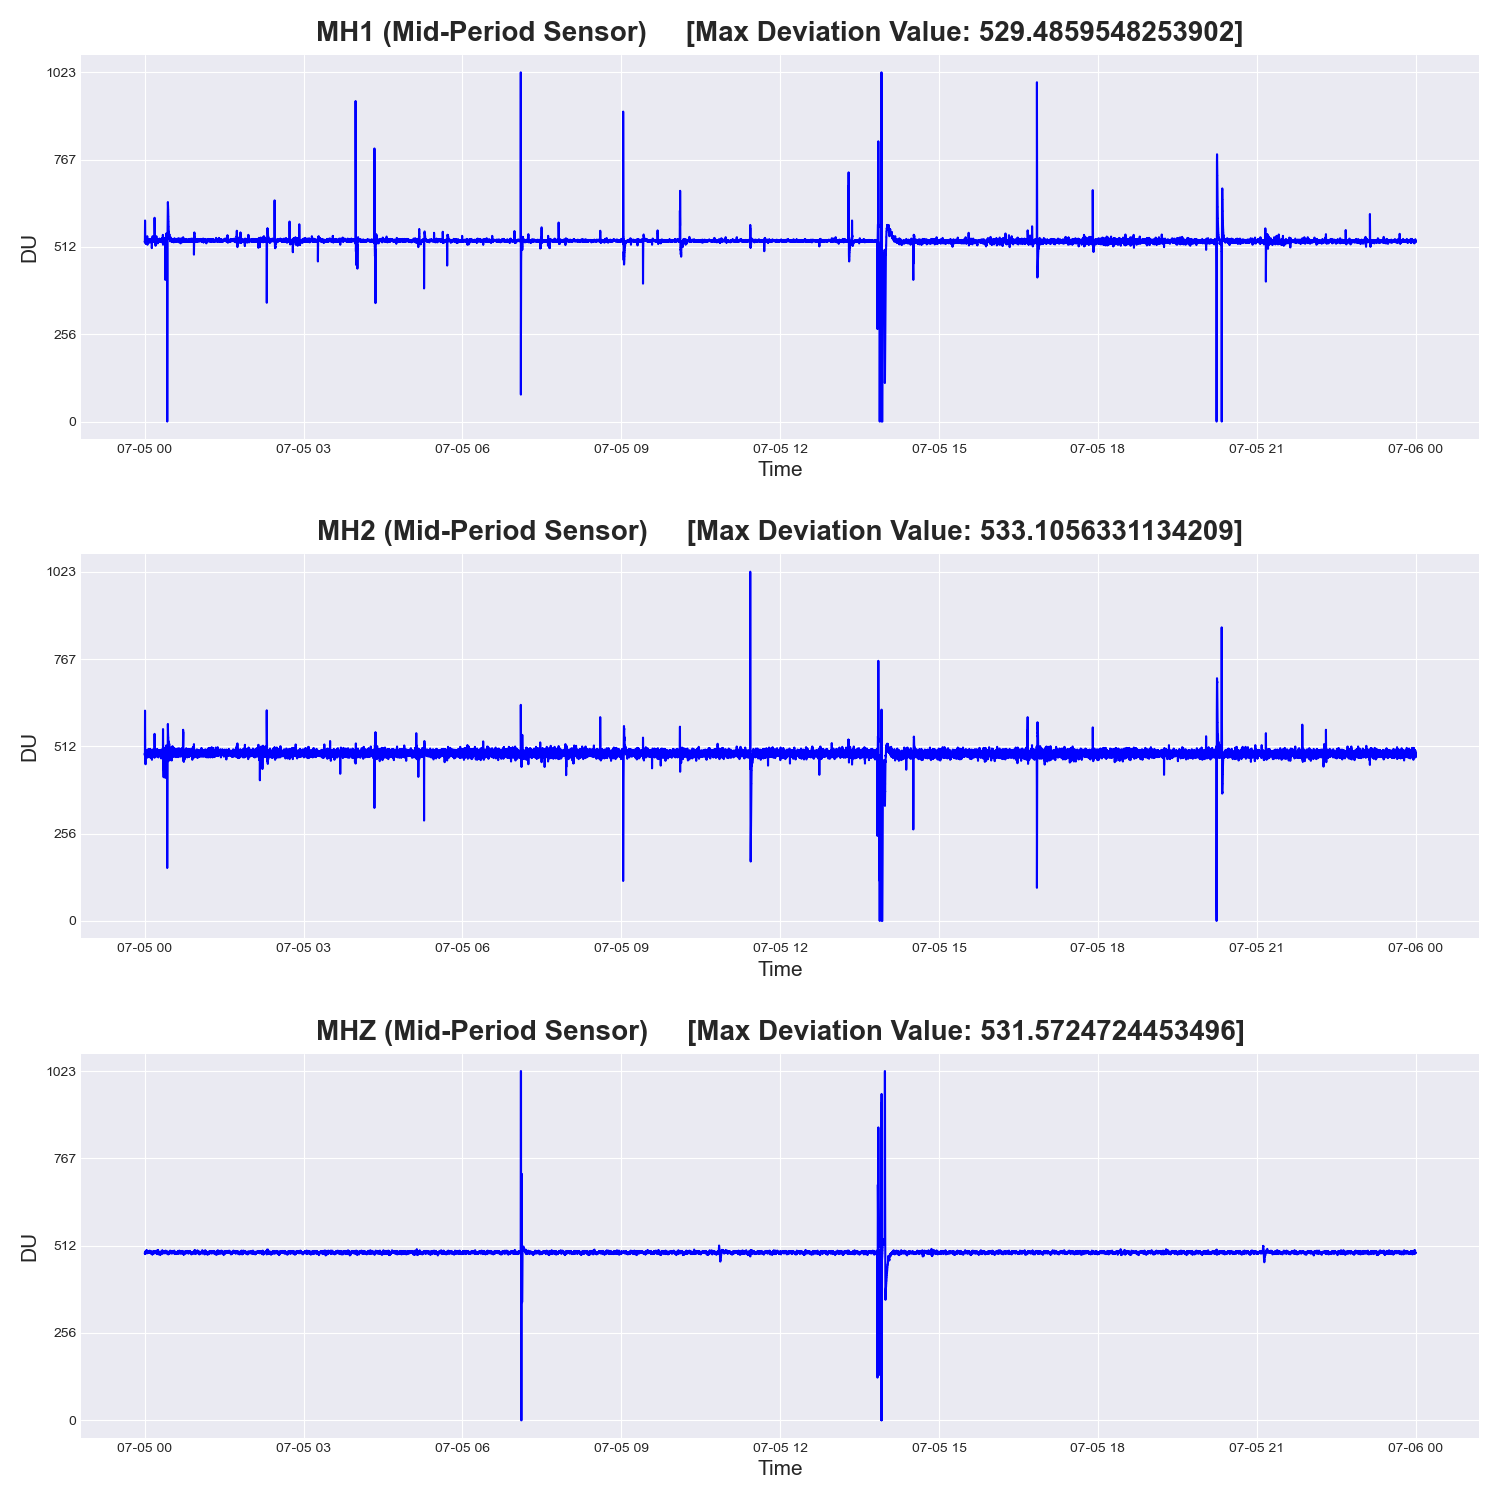 MH1 (Mid-Period Sensor) [Max Deviation Value: 529.4859548253902]
1023
767
512
256
0
DU
07-05 00 07-05 03 07-05 06 07-05 09 07-05 12 07-05 15 07-05 18 07-05 21 07-06 00
Time
MH2 (Mid-Period Sensor) [Max Deviation Value: 533.1056331134209]
1023
767
512
256
0
DU
07-05 00 07-05 03 07-05 06 07-05 09 07-05 12 07-05 15 07-05 18 07-05 21 07-06 00
Time
MHZ (Mid-Period Sensor) [Max Deviation Value: 531.5724724453496]
1023
767
512
256
0
DU
07-05 00 07-05 03 07-05 06 07-05 09 07-05 12 07-05 15 07-05 18 07-05 21 07-06 00
Time